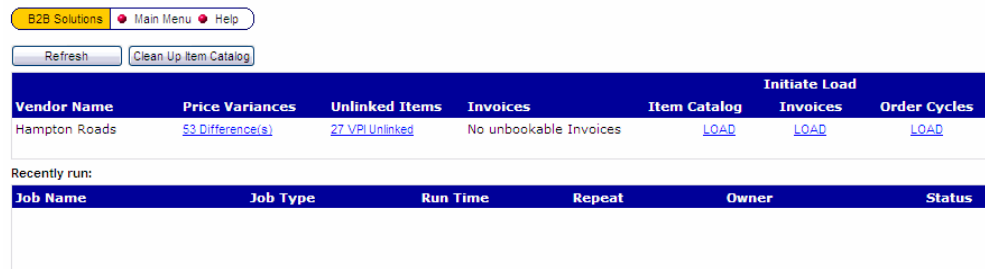 B2B Solutions Main Menu Help
Refresh Clean Up Item Catalog
Initiate Load
Vendor Name Price Variances Unlinked Items Invoices Item Catalog Invoices Order Cycles
Hampton Roads 53 Difference(s) 27 VPI Unlinked No unbookable Invoices LOAD LOAD LOAD
Recently run:
Job Name Job Type Run Time Repeat Owner Status